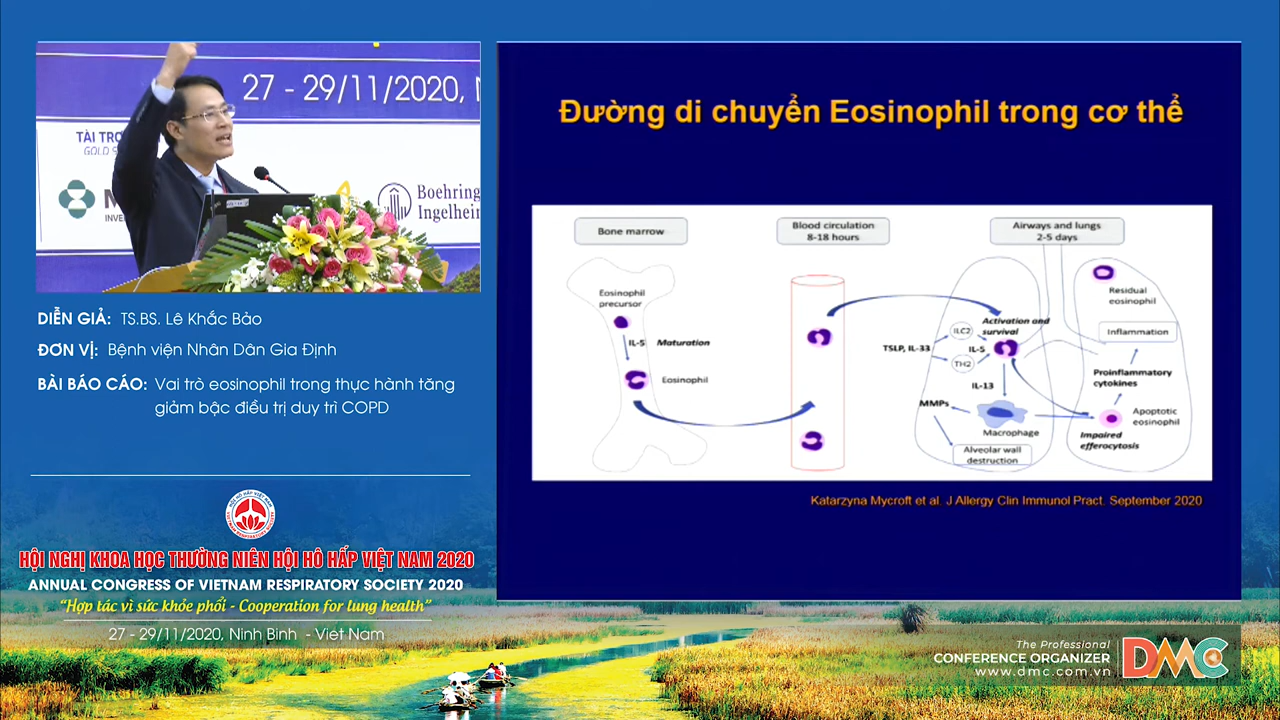 27 - 29/11/2020, N
TÀI TRỢ
Boehring
Ingelheim
DIỄN GIẢ: TS.BS. Lê Khắc Bảo
ĐƠN VỊ: Bệnh viện Nhân Dân Gia Định
BÀI BÁO CÁO: Vai trò eosinophil trong thực hành tăng
giảm bậc điều trị duy trì COPD
HỘI NGHỊ KHOA HỌC THƯỜNG NIÊN HỘI HÔ HẤP VIỆT NAM 2020
ANNUAL CONGRESS OF VIETNAM RESPIRATORY SOCIETY 2020
“Hợp tác vì sức khỏe phổi - Cooperation for lung health”
27 - 29/11/2020, Ninh Binh - Viet Nam
Đường di chuyển Eosinophil trong cơ thể
Bone marrow
Eosinophil
precursor
IL-5 Maturation
Eosinophil
Blood circulation
8-18 hours
Airways and lungs
2-5 days
Activation and
survival
ILC2
TSLP, IL-33
IL-5
TH2
IL-13
MMPs
Macrophage
Alveolar wall
destruction
Residual
eosinophil
Inflammation
Proinflammatory
cytokines
Apoptotic
eosinophil
Impaired
efferocytosis
Katarzyna Mycroft et al. J Allergy Clin Immunol Pract. September 2020
The Professional
CONFERENCE ORGANIZER
www.dmc.com.vn
DMC